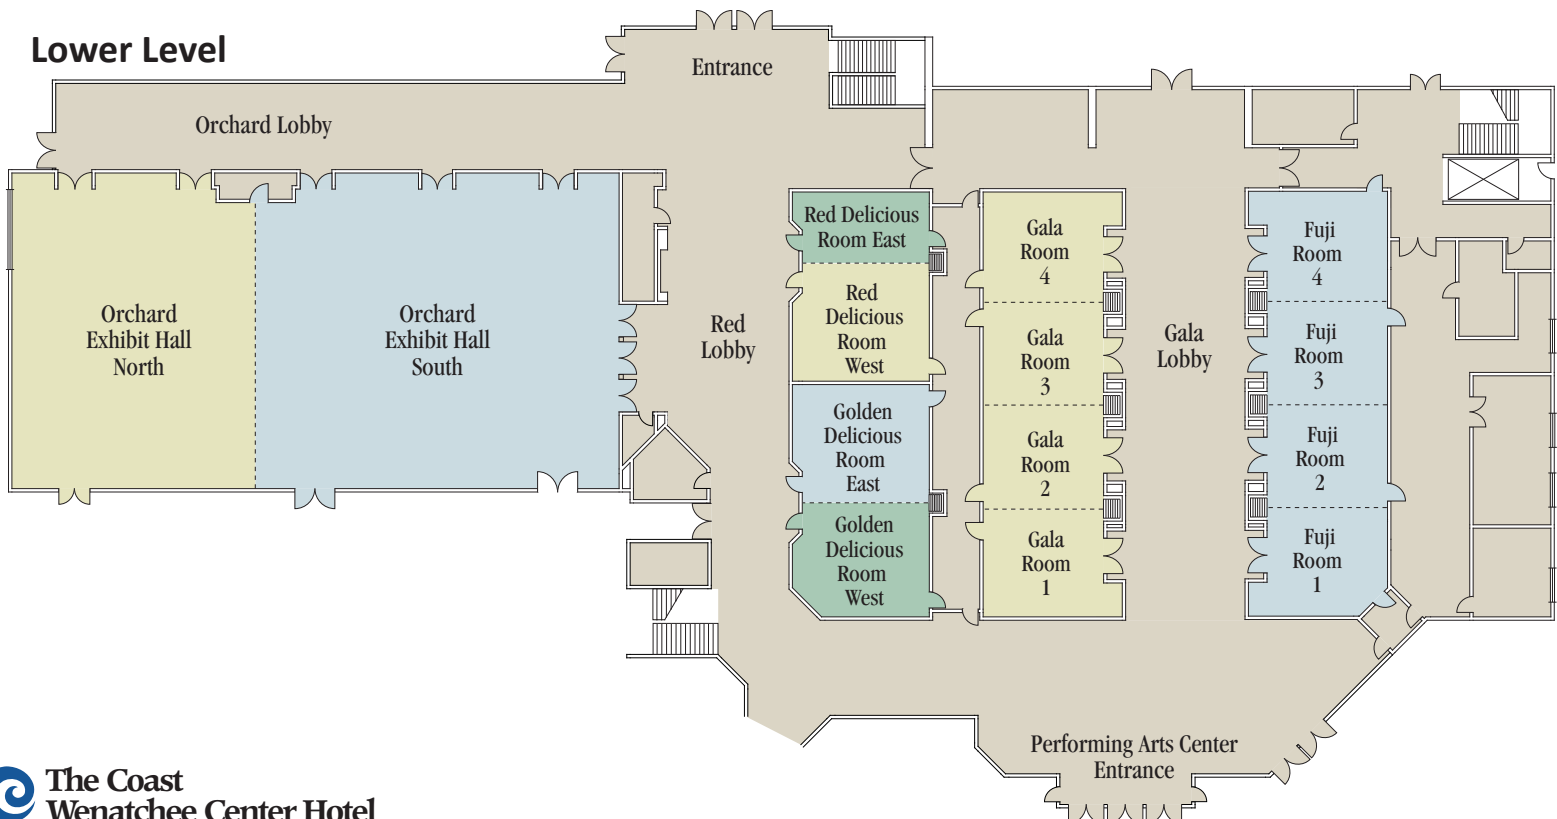 Lower Level
Entrance
Orchard Lobby
Red Delicious
Room East
Red
Delicious
Room
West
Golden
Delicious
Room
East
Golden
Delicious
Room
West
Orchard
Exhibit Hall
North
Orchard
Exhibit Hall
South
Red
Lobby
Gala
Room
4
Gala
Room
3
Gala
Room
2
Gala
Room
1
Gala
Lobby
Fuji
Room
4
Fuji
Room
3
Fuji
Room
2
Fuji
Room
1
Performing Arts Center
Entrance
The Coast
Wenatchee Center Hotel